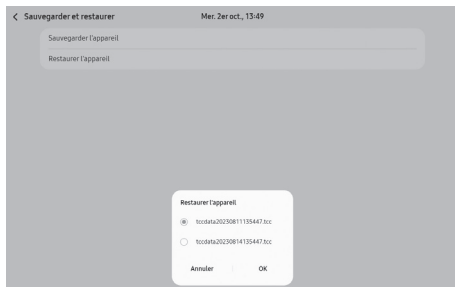 Sauvegarder et restaurer
Mer. 2er oct., 13:49
Sauvegarder l'appareil
Restaurer l'appareil
Restaurer l'appareil
tccdata20230811135447.tcc
tccdata20230814135447.tcc
Annuler
OK